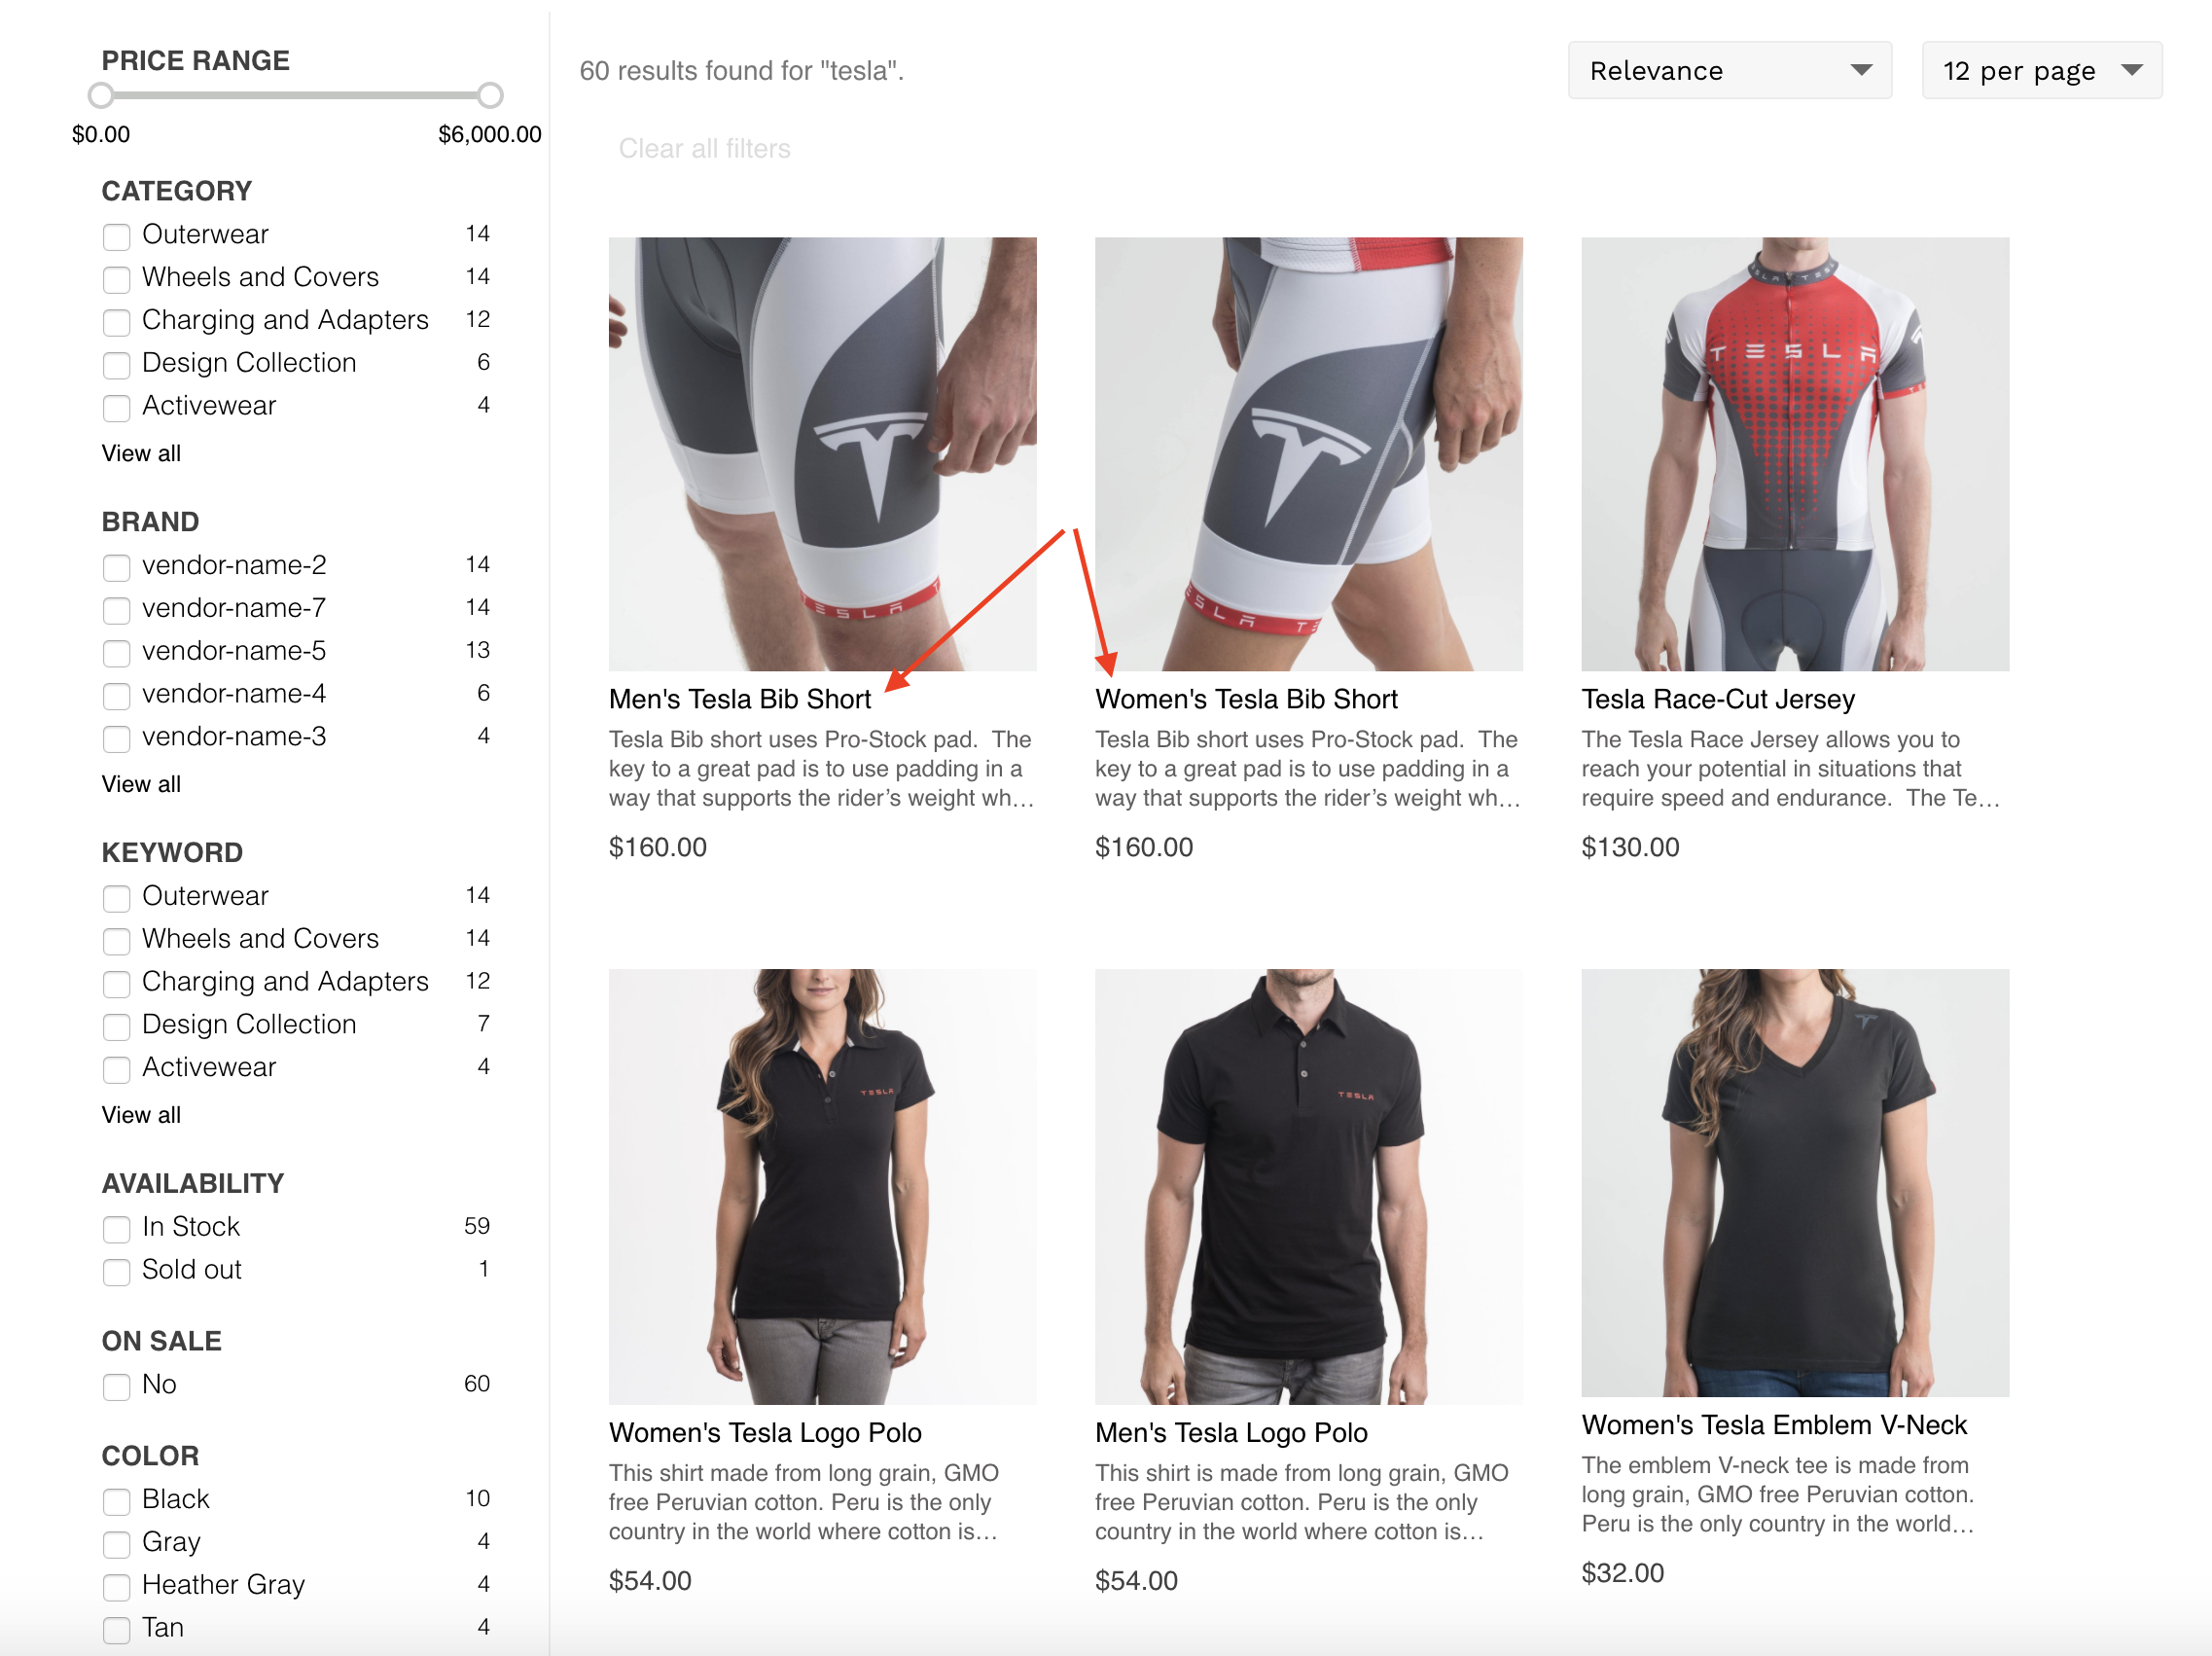 PRICE RANGE
$0.00 $6,000.00
CATEGORY
Outerwear 14
Wheels and Covers 14
Charging and Adapters 12
Design Collection 6
Activewear 4
View all
BRAND
vendor-name-2 14
vendor-name-7 14
vendor-name-5 13
vendor-name-4 6
vendor-name-3 4
View all
KEYWORD
Outerwear 14
Wheels and Covers 14
Charging and Adapters 12
Design Collection 7
Activewear 4
View all
AVAILABILITY
In Stock 59
Sold out 1
ON SALE
No 60
COLOR
Black 10
Gray 4
Heather Gray 4
Tan 4
60 results found for "tesla".
Relevance
12 per page
Clear all filters
TESLA
Men's Tesla Bib Short
Tesla Bib short uses Pro-Stock pad.  The
key to a great pad is to use padding in a
way that supports the rider’s weight wh...
$160.00
Women's Tesla Bib Short
Tesla Bib short uses Pro-Stock pad.  The
key to a great pad is to use padding in a
way that supports the rider’s weight wh...
$160.00
TESLA
Tesla Race-Cut Jersey
The Tesla Race Jersey allows you to
reach your potential in situations that
require speed and endurance.  The Te...
$130.00
TESLA
Women's Tesla Logo Polo
This shirt made from long grain, GMO
free Peruvian cotton. Peru is the only
country in the world where cotton is...
$54.00
TESLA
Men's Tesla Logo Polo
This shirt is made from long grain, GMO
free Peruvian cotton. Peru is the only
country in the world where cotton is...
$54.00
Women's Tesla Emblem V-Neck
The emblem V-neck tee is made from
long grain, GMO free Peruvian cotton.
Peru is the only country in the world...
$32.00